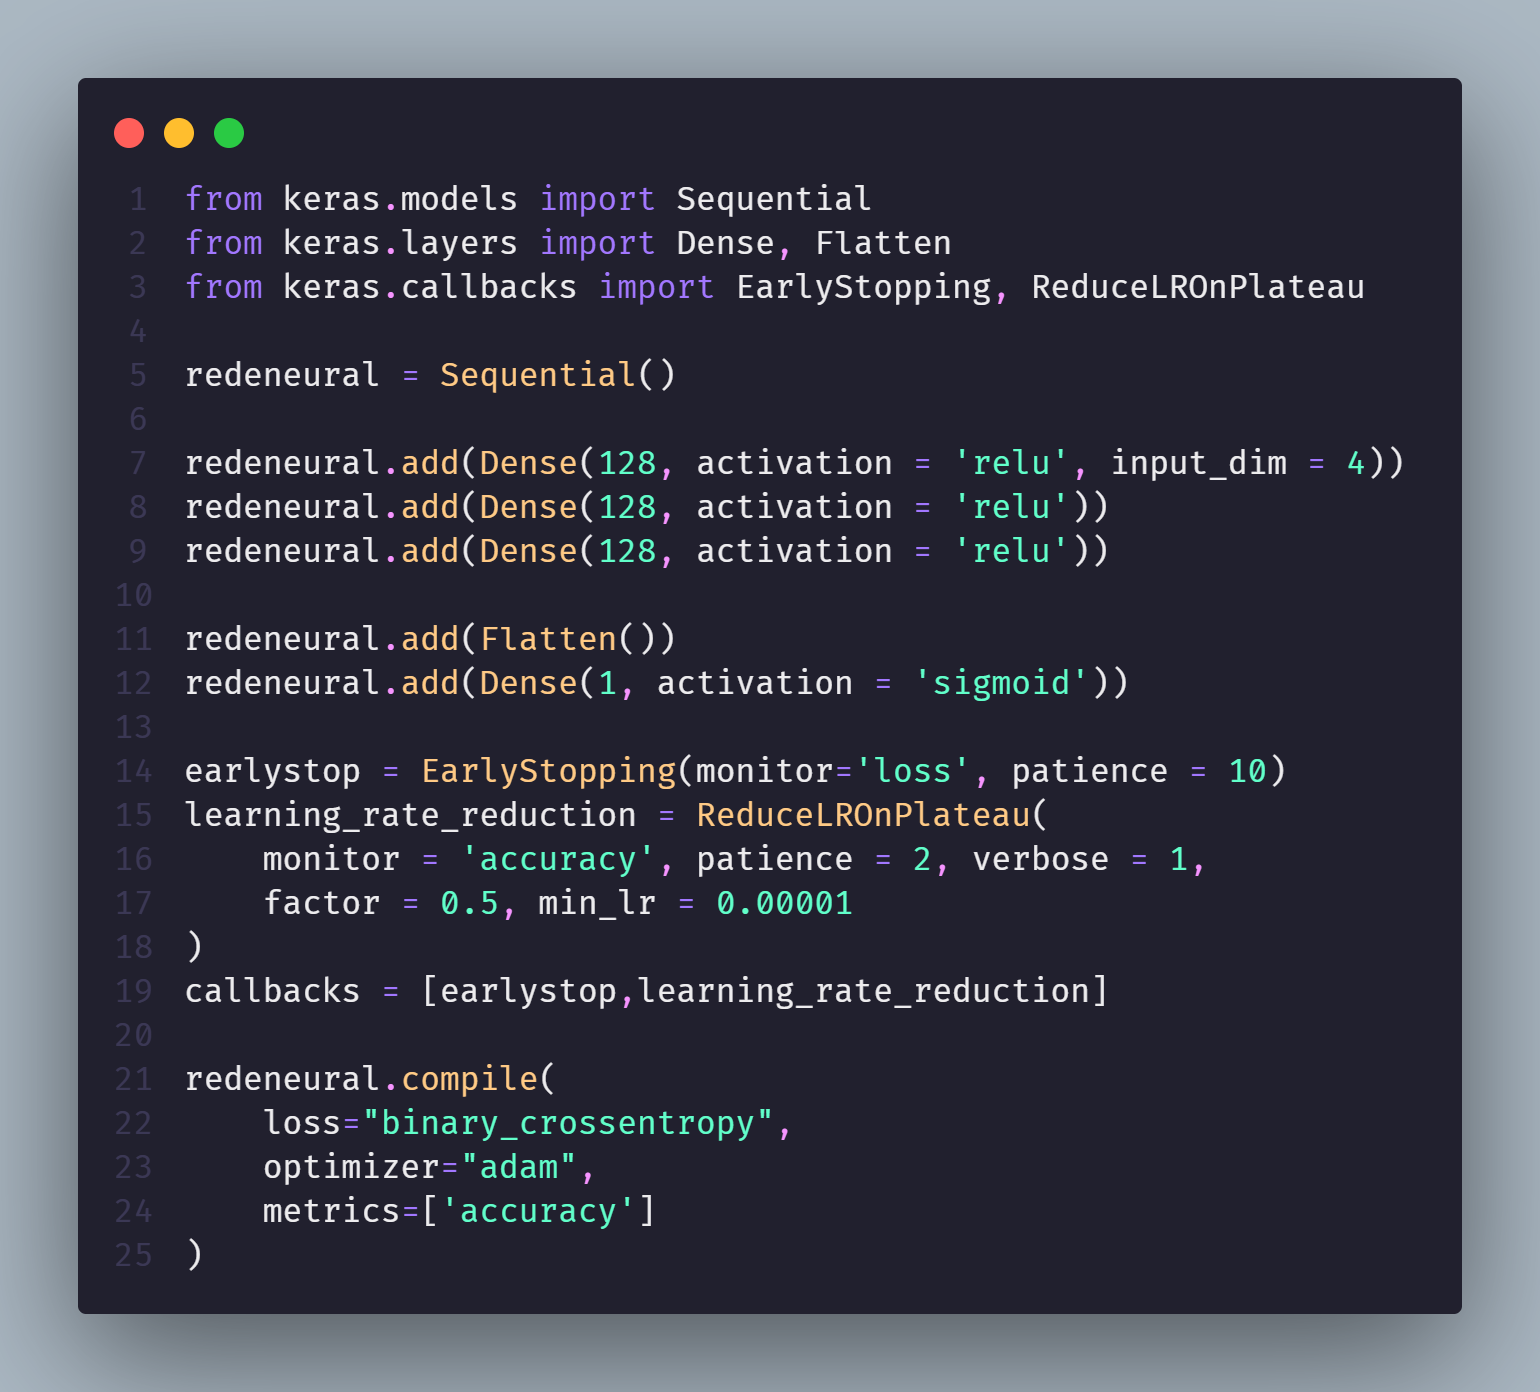 1 from keras.models import Sequential
2 from keras.layers import Dense, Flatten
3 from keras.callbacks import EarlyStopping, ReduceLROnPlateau
4
5 redeneural = Sequential()
6
7 redeneural.add(Dense(128, activation = 'relu', input_dim = 4))
8 redeneural.add(Dense(128, activation = 'relu'))
9 redeneural.add(Dense(128, activation = 'relu'))
10
11 redeneural.add(Flatten())
12 redeneural.add(Dense(1, activation = 'sigmoid'))
13
14 earlystop = EarlyStopping(monitor='loss', patience = 10)
15 learning_rate_reduction = ReduceLROnPlateau(
16     monitor = 'accuracy', patience = 2, verbose = 1,
17     factor = 0.5, min_lr = 0.00001
18 )
19 callbacks = [earlystop,learning_rate_reduction]
20
21 redeneural.compile(
22     loss="binary_crossentropy",
23     optimizer="adam",
24     metrics=['accuracy']
25 )